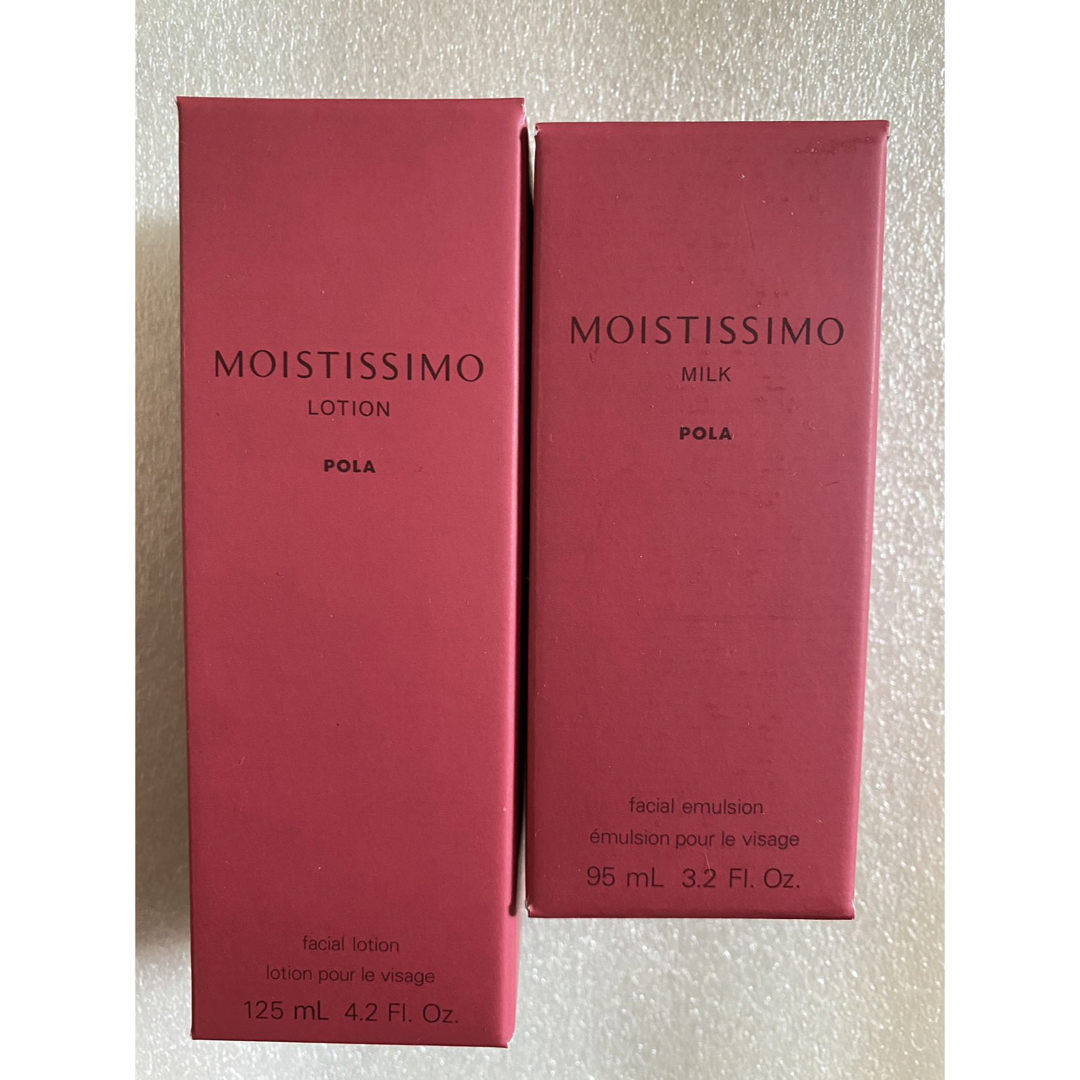 MOISTISSIMO
LOTION
POLA
facial lotion
lotion pour le visage
125 mL 4.2 Fl. Oz.
MOISTISSIMO
MILK
POLA
facial emulsion
émulsion pour le visage
95 mL 3.2 Fl. Oz.